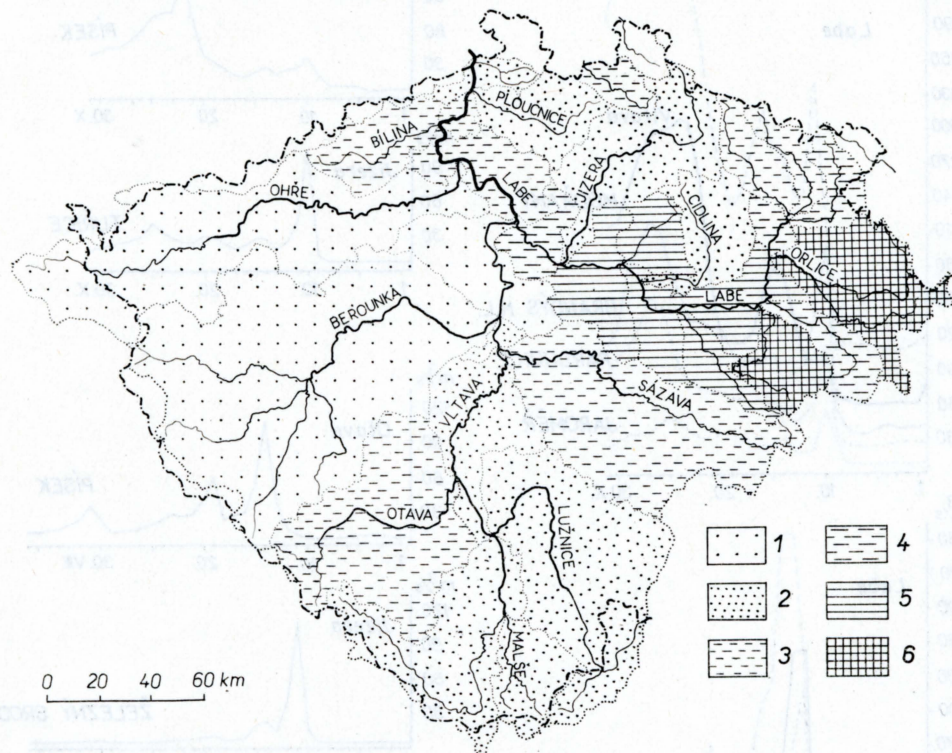 PLOUČNICE
BÍLINA
JIZERA
LABE
OHŘE
CIDLINA
ORLICE
LABE
BEROUNKA
SÁZAVA
VLTAVA
OTAVA
LUŽNICE
MALŠE
1 4
2 5
3 6
0 20 40 60 km